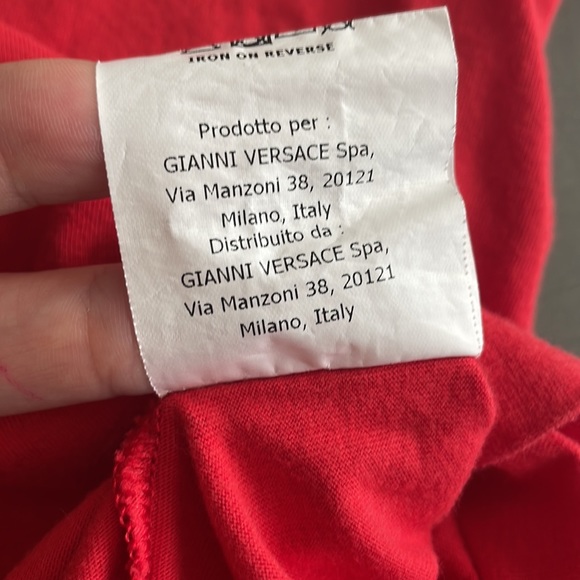 IRON ON REVERSE
Prodotto per :
GIANNI VERSACE Spa,
Via Manzoni 38, 20121
Milano, Italy
Distribuito da :
GIANNI VERSACE Spa,
Via Manzoni 38, 20121
Milano, Italy